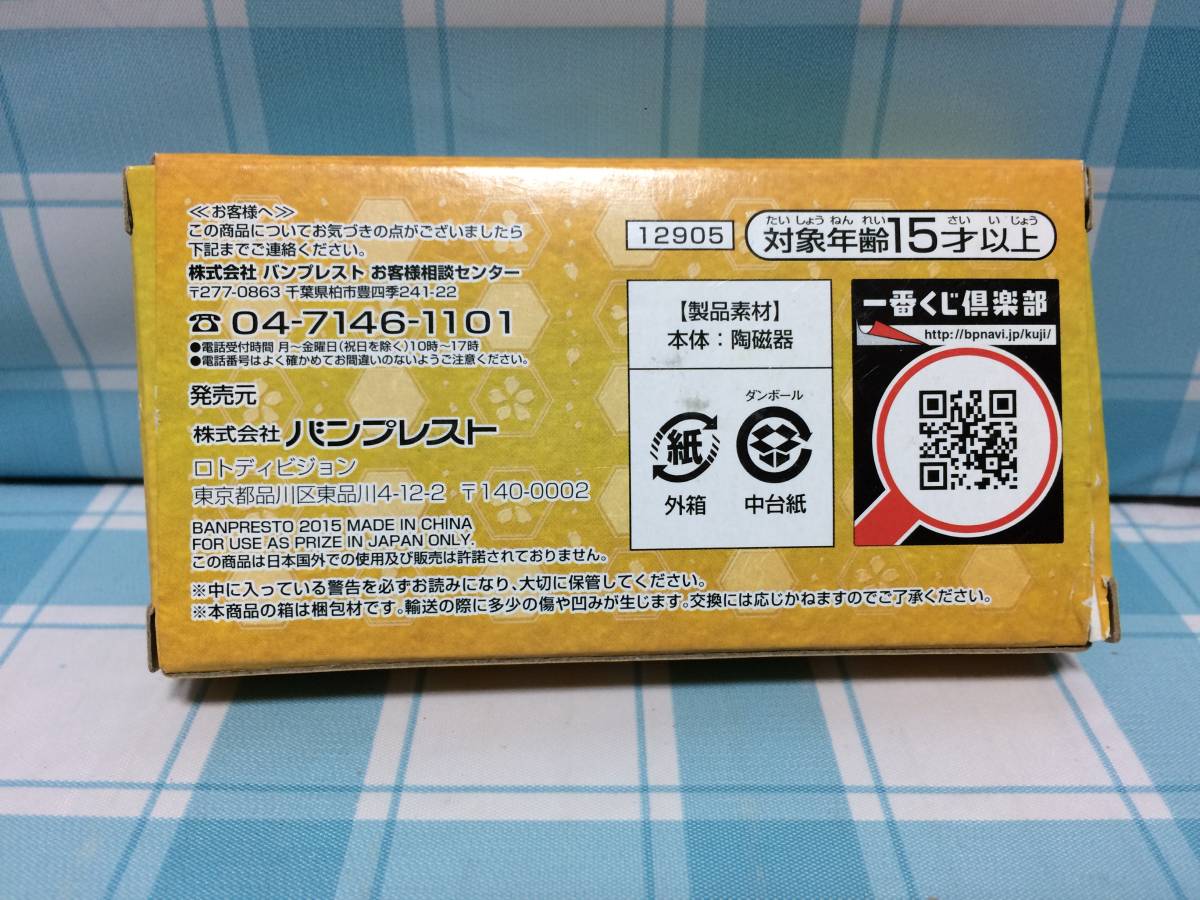 ≪お客様へ≫
この商品についてお気づきの点がございましたら
下記までご連絡ください。
株式会社 バンプレスト お客様相談センター
〒277-0863 千葉県柏市豊四季241-22
☎ 04-7146-1101
●電話受付時間 月～金曜日(祝日を除く)10時～17時
●電話番号はよく確かめてお間違いのないようご注意ください。
発売元
株式会社 バンプレスト
ロトディビジョン
東京都品川区東品川4-12-2 〒140-0002
BANPRESTO 2015 MADE IN CHINA
FOR USE AS PRIZE IN JAPAN ONLY.
この商品は日本国外での使用及び販売は許諾されておりません。
※中に入っている警告を必ずお読みになり、大切に保管してください。
※本商品の箱は梱包材です。輸送の際に多少の傷や凹みが生じます。交換には応じかねますのでご了承ください。
12905
たいしょうねんれい さいいじょう
対象年齢15才以上
【製品素材】
本体：陶磁器
紙
外箱
ダンボール
中台紙
一番くじ倶楽部
http://bpnavi.jp/kuji/